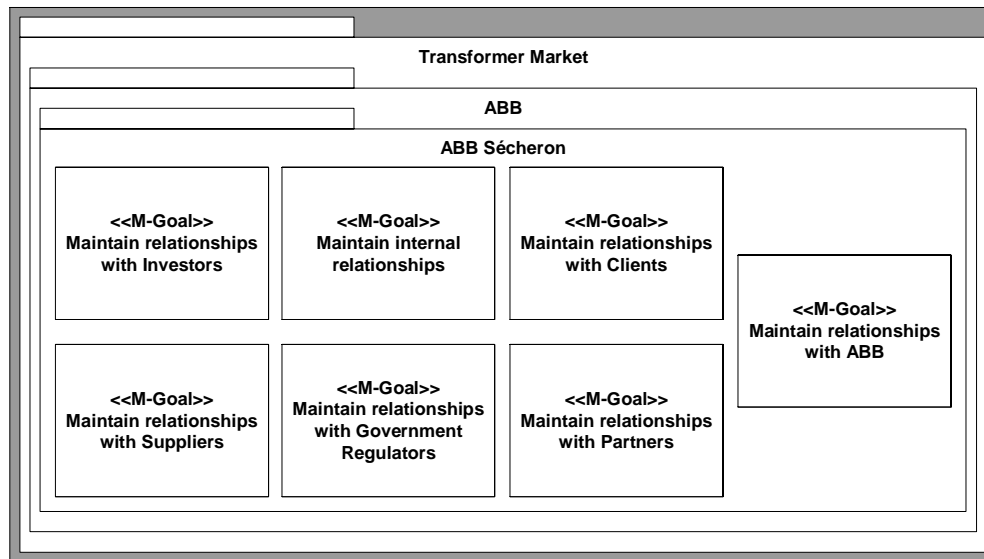 Transformer Market
ABB
ABB Sécheron
<<M-Goal>>
Maintain relationships
with Investors
<<M-Goal>>
Maintain internal
relationships
<<M-Goal>>
Maintain relationships
with Clients
<<M-Goal>>
Maintain relationships
with ABB
<<M-Goal>>
Maintain relationships
with Suppliers
<<M-Goal>>
Maintain relationships
with Government
Regulators
<<M-Goal>>
Maintain relationships
with Partners